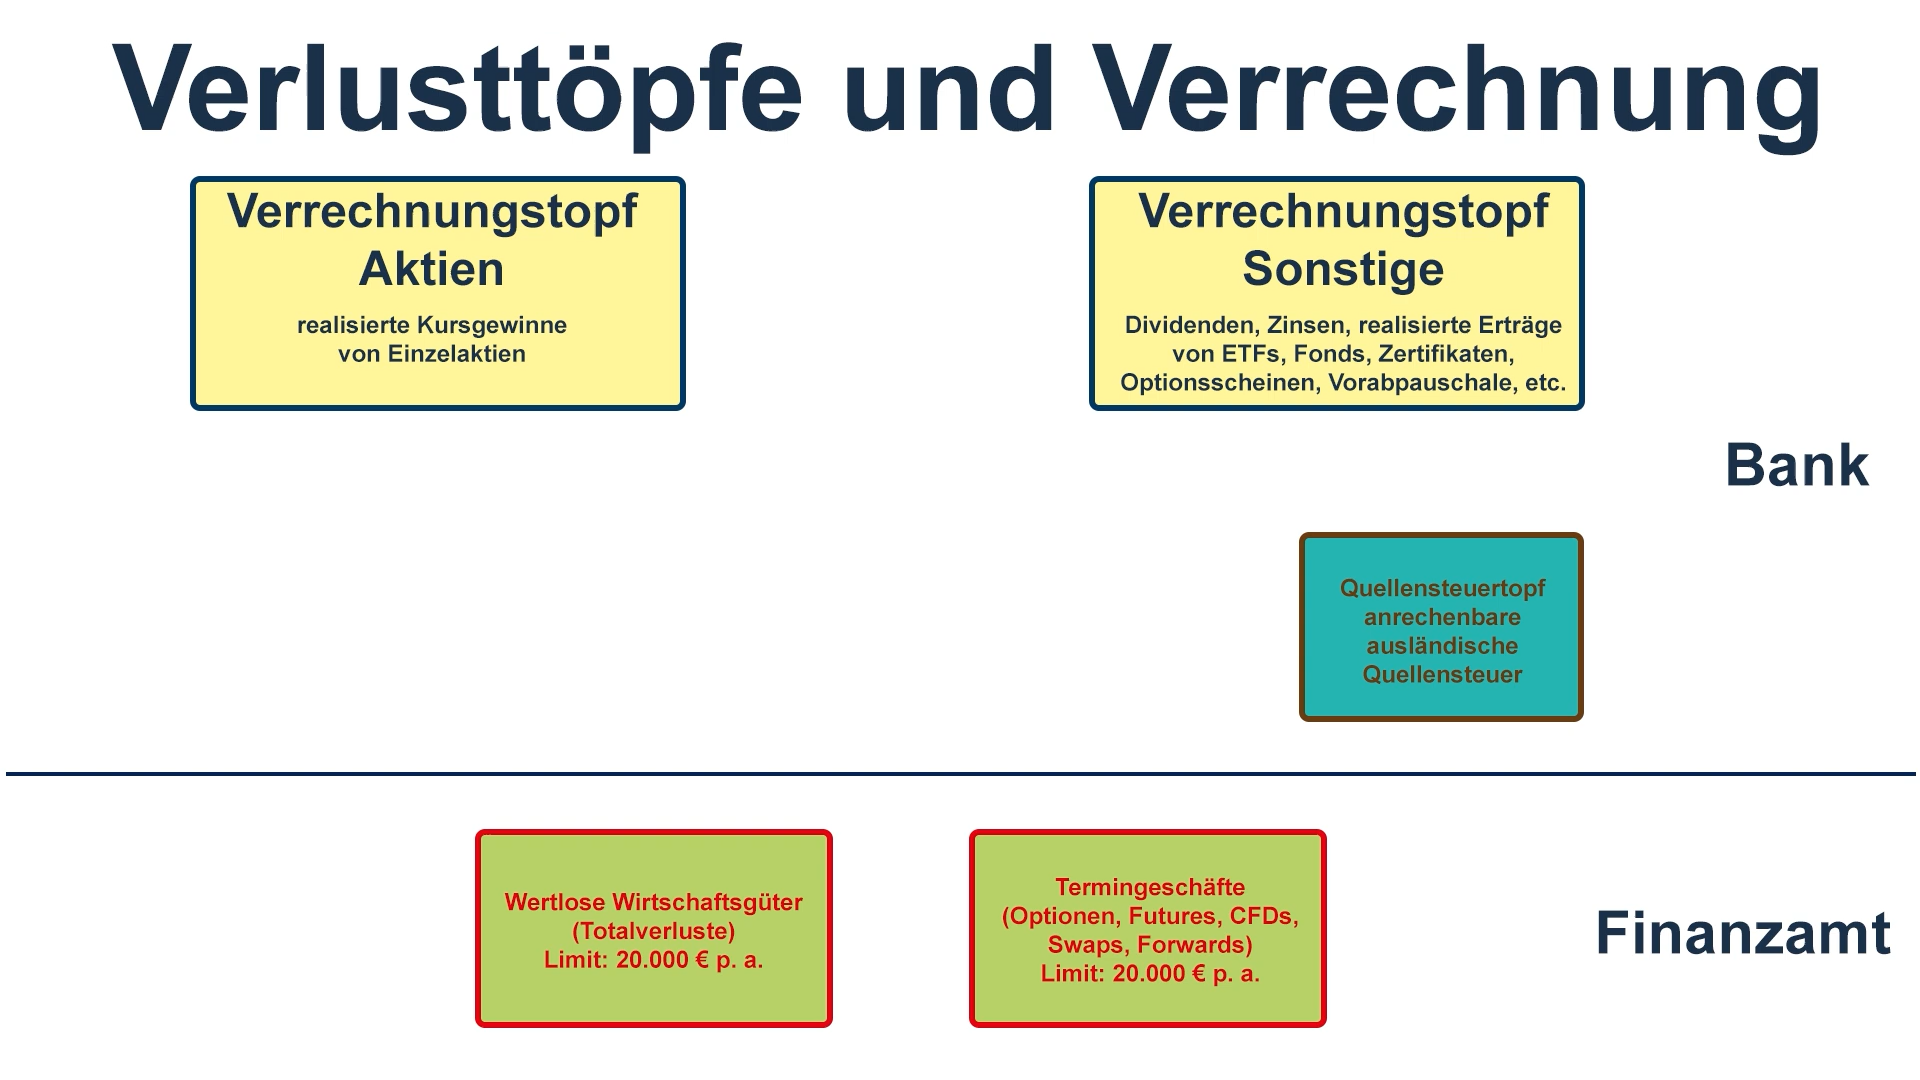 Verlusttöpfe und Verrechnung
Verrechnungstopf
Aktien
realisierte Kursgewinne
von Einzelaktien
Verrechnungstopf
Sonstige
Dividenden, Zinsen, realisierte Erträge
von ETFs, Fonds, Zertifikaten,
Optionsscheinen, Vorabpauschale, etc.
Bank
Quellensteuertopf
anrechenbare
ausländische
Quellensteuer
Wertlose Wirtschaftsgüter
(Totalverluste)
Limit: 20.000 € p. a.
Termingeschäfte
(Optionen, Futures, CFDs,
Swaps, Forwards)
Limit: 20.000 € p. a.
Finanzamt